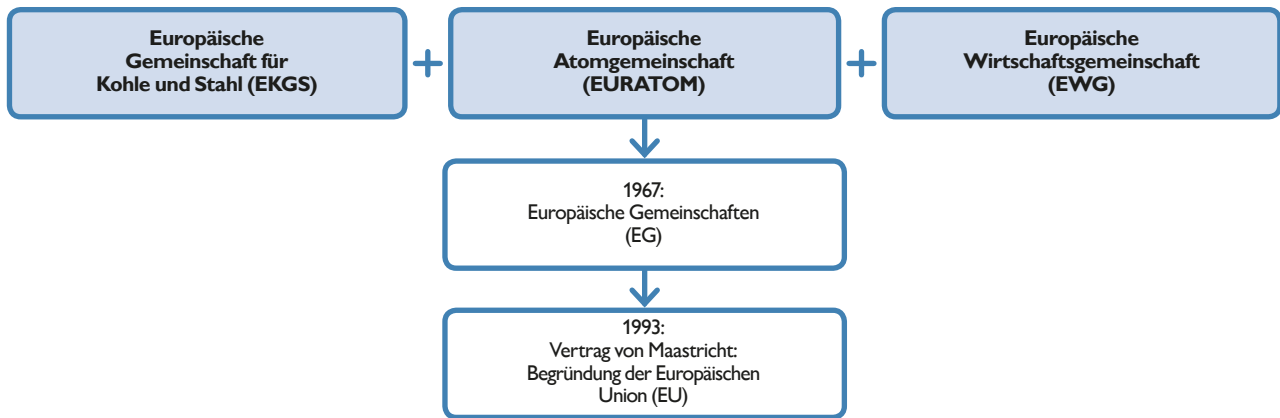 Europäische
Gemeinschaft für
Kohle und Stahl (EKGS)
+
Europäische
Atomgemeinschaft
(EURATOM)
+
Europäische
Wirtschaftsgemeinschaft
(EWG)
1967:
Europäische Gemeinschaften
(EG)
1993:
Vertrag von Maastricht:
Begründung der Europäischen
Union (EU)